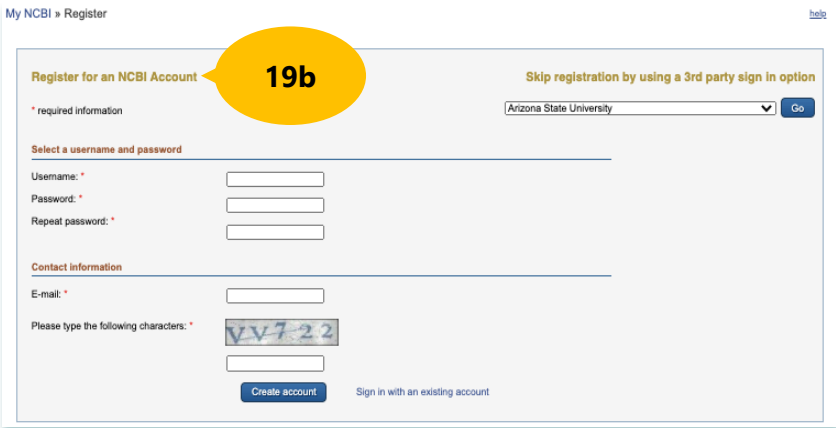 My NCBI » Register
help
Register for an NCBI Account
19b
Skip registration by using a 3rd party sign in option
* required information
Arizona State University
Go
Select a username and password
Username: *
Password: *
Repeat password: *
Contact information
E-mail: *
Please type the following characters: *
VV722
Create account
Sign in with an existing account